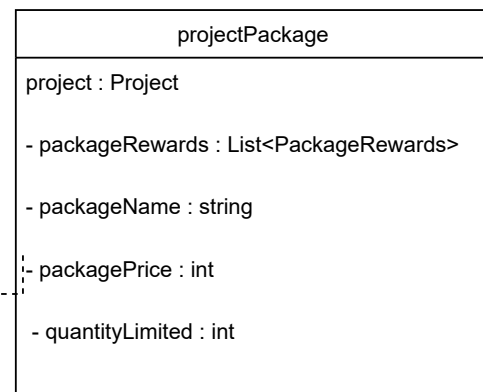 projectPackage
project : Project
- packageRewards : List<PackageRewards>
- packageName : string
- packagePrice : int
- quantityLimited : int